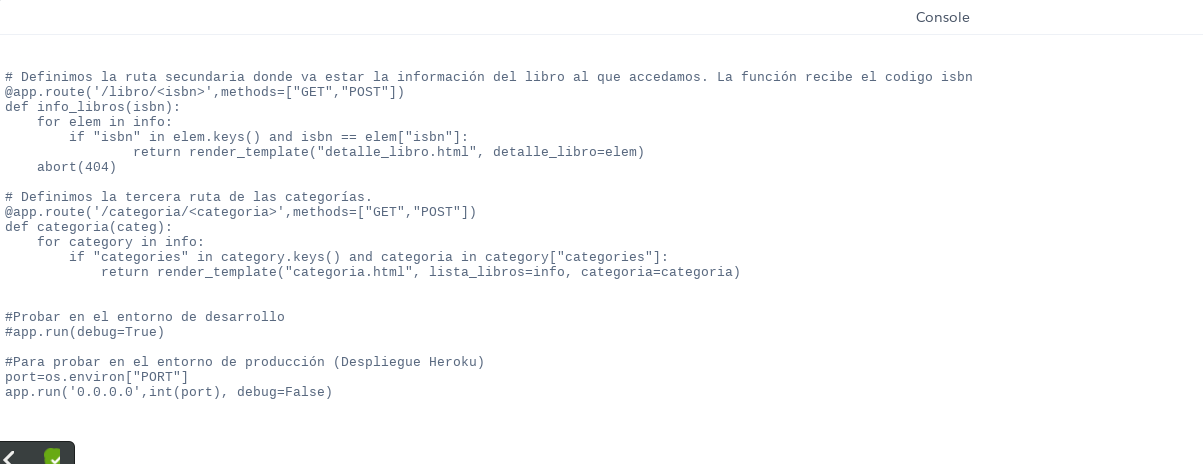 Console
# Definimos la ruta secundaria donde va estar la información del libro al que accedamos. La función recibe el codigo isbn
@app.route('/libro/<isbn>',methods=["GET","POST"])
def info_libros(isbn):
    for elem in info:
        if "isbn" in elem.keys() and isbn == elem["isbn"]:
                return render_template("detalle_libro.html", detalle_libro=elem)
    abort(404)
# Definimos la tercera ruta de las categorías.
@app.route('/categoria/<categoria>',methods=["GET","POST"])
def categoria(categ):
    for category in info:
        if "categories" in category.keys() and categoria in category["categories"]:
            return render_template("categoria.html", lista_libros=info, categoria=categoria)
#Probar en el entorno de desarrollo
#app.run(debug=True)
#Para probar en el entorno de producción (Despliegue Heroku)
port=os.environ["PORT"]
app.run('0.0.0.0',int(port), debug=False)